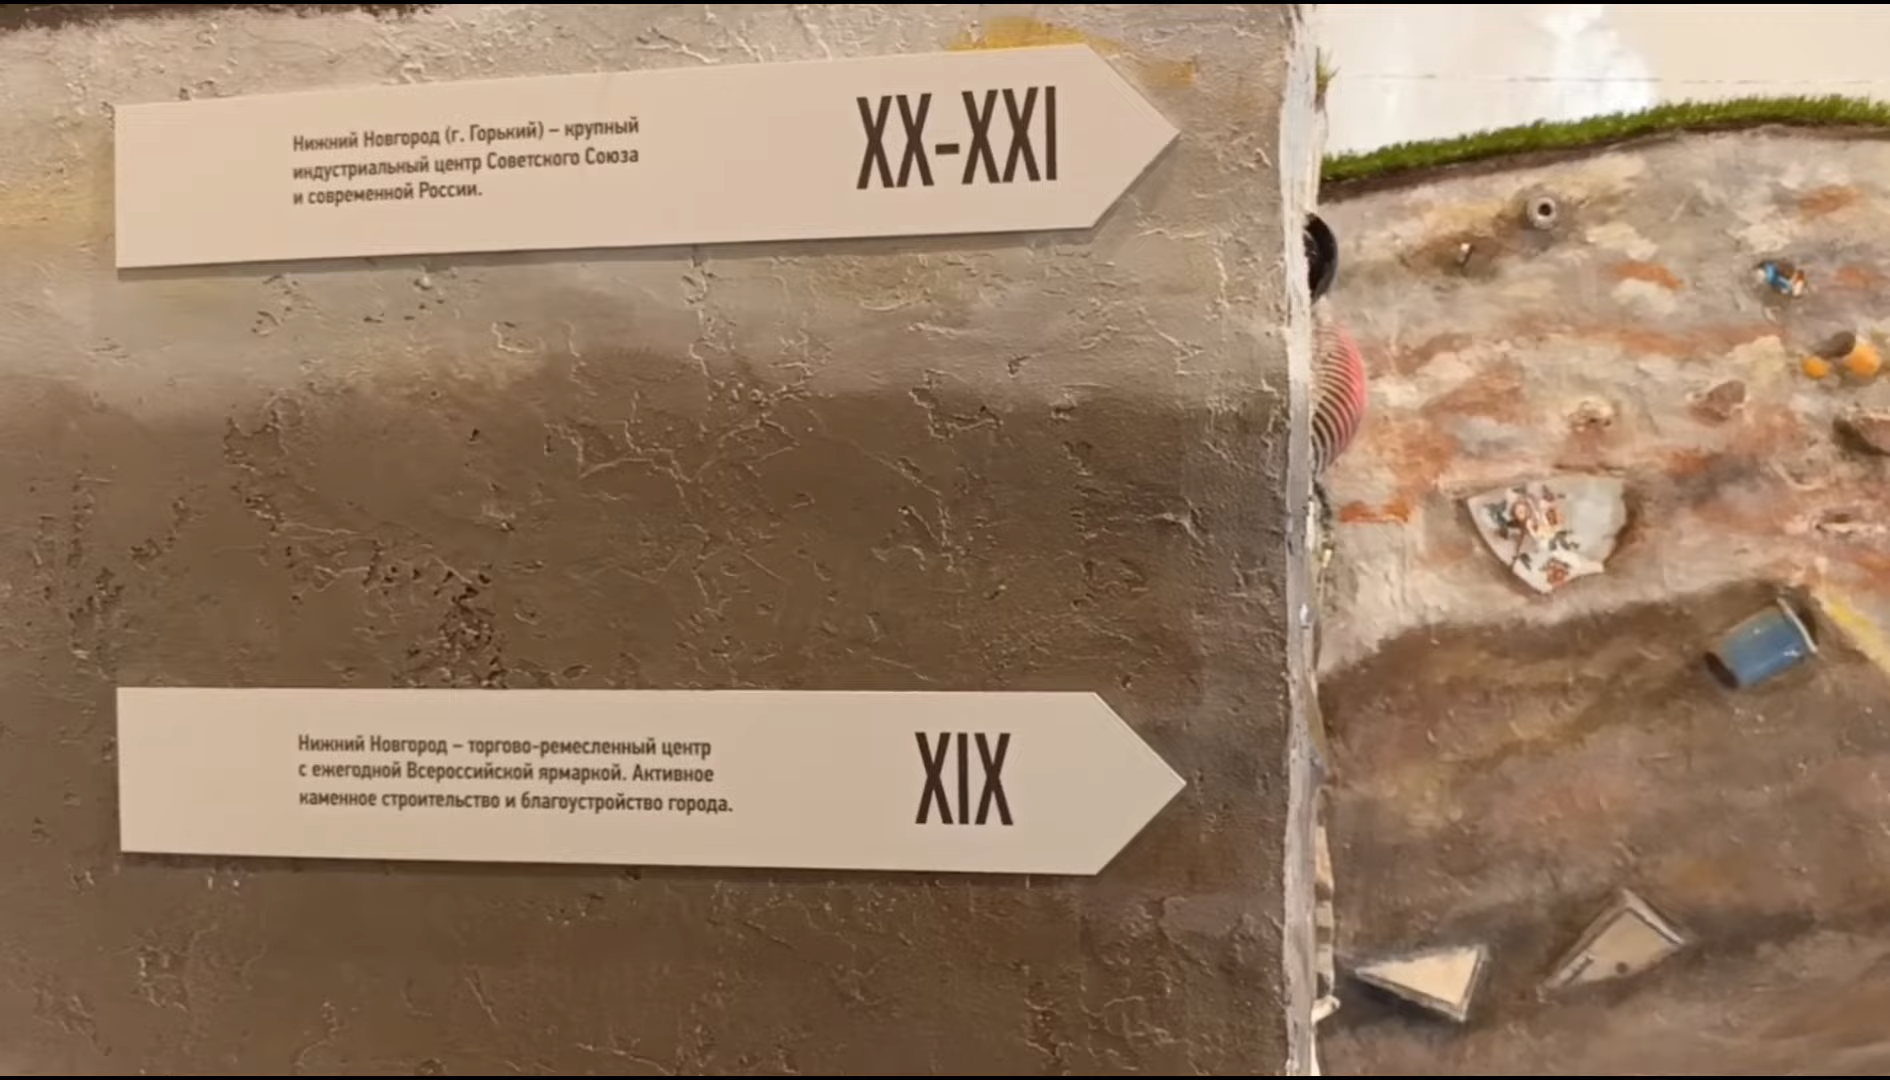 Нижний Новгород (г. Горький) – крупный
индустриальный центр Советского Союза
и современной России.
XX-XXI
Нижний Новгород – торгово-ремесленный центр
с ежегодной Всероссийской ярмаркой. Активное
каменное строительство и благоустройство города.
XIX